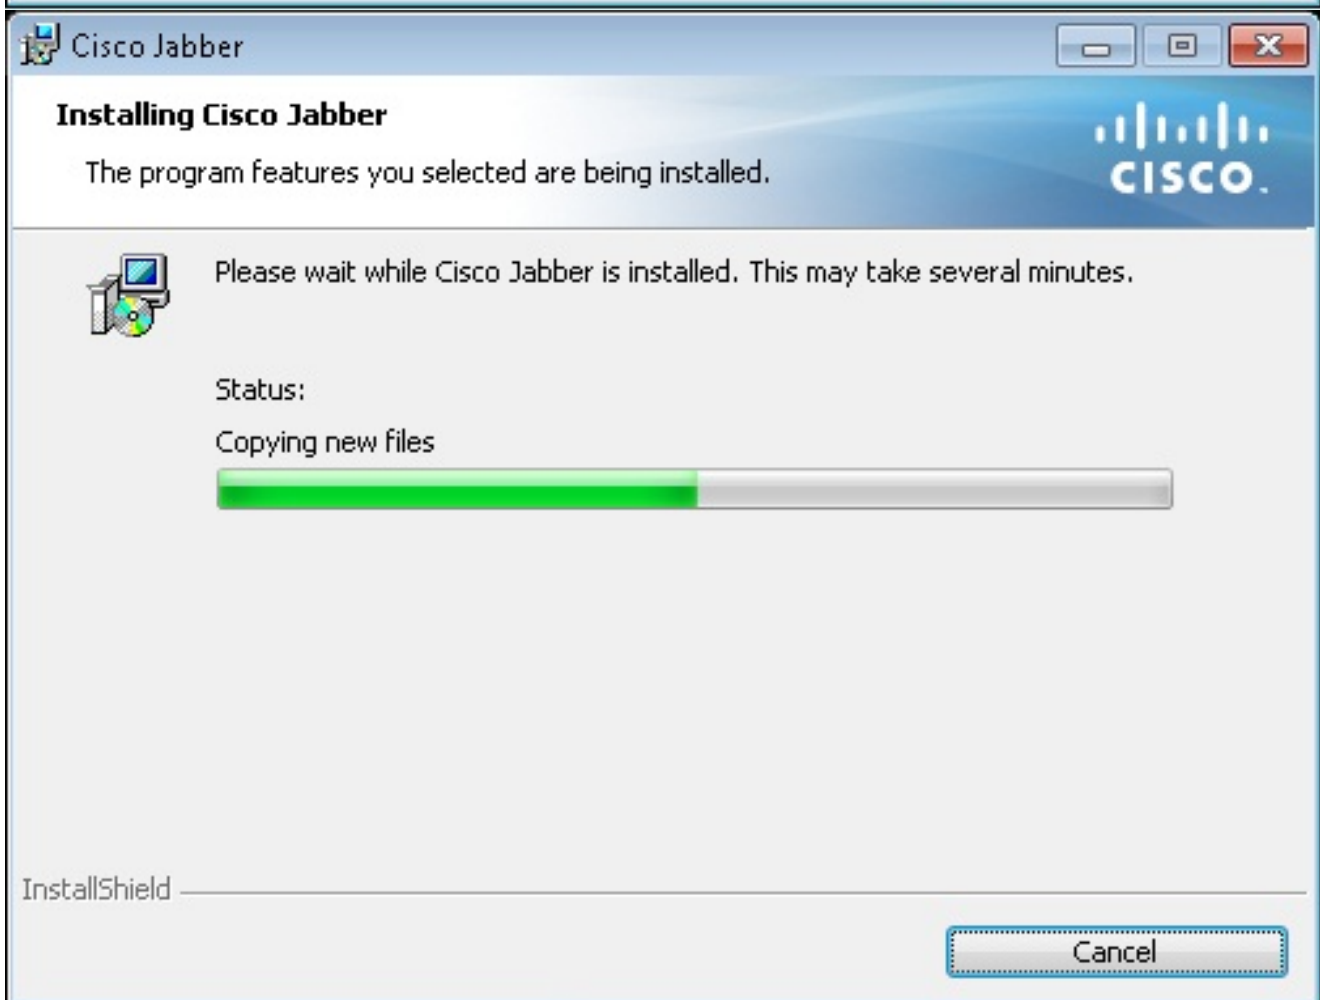 Cisco Jabber
Installing Cisco Jabber
The program features you selected are being installed.
CISCO.
Please wait while Cisco Jabber is installed. This may take several minutes.
Status:
Copying new files
InstallShield
Cancel